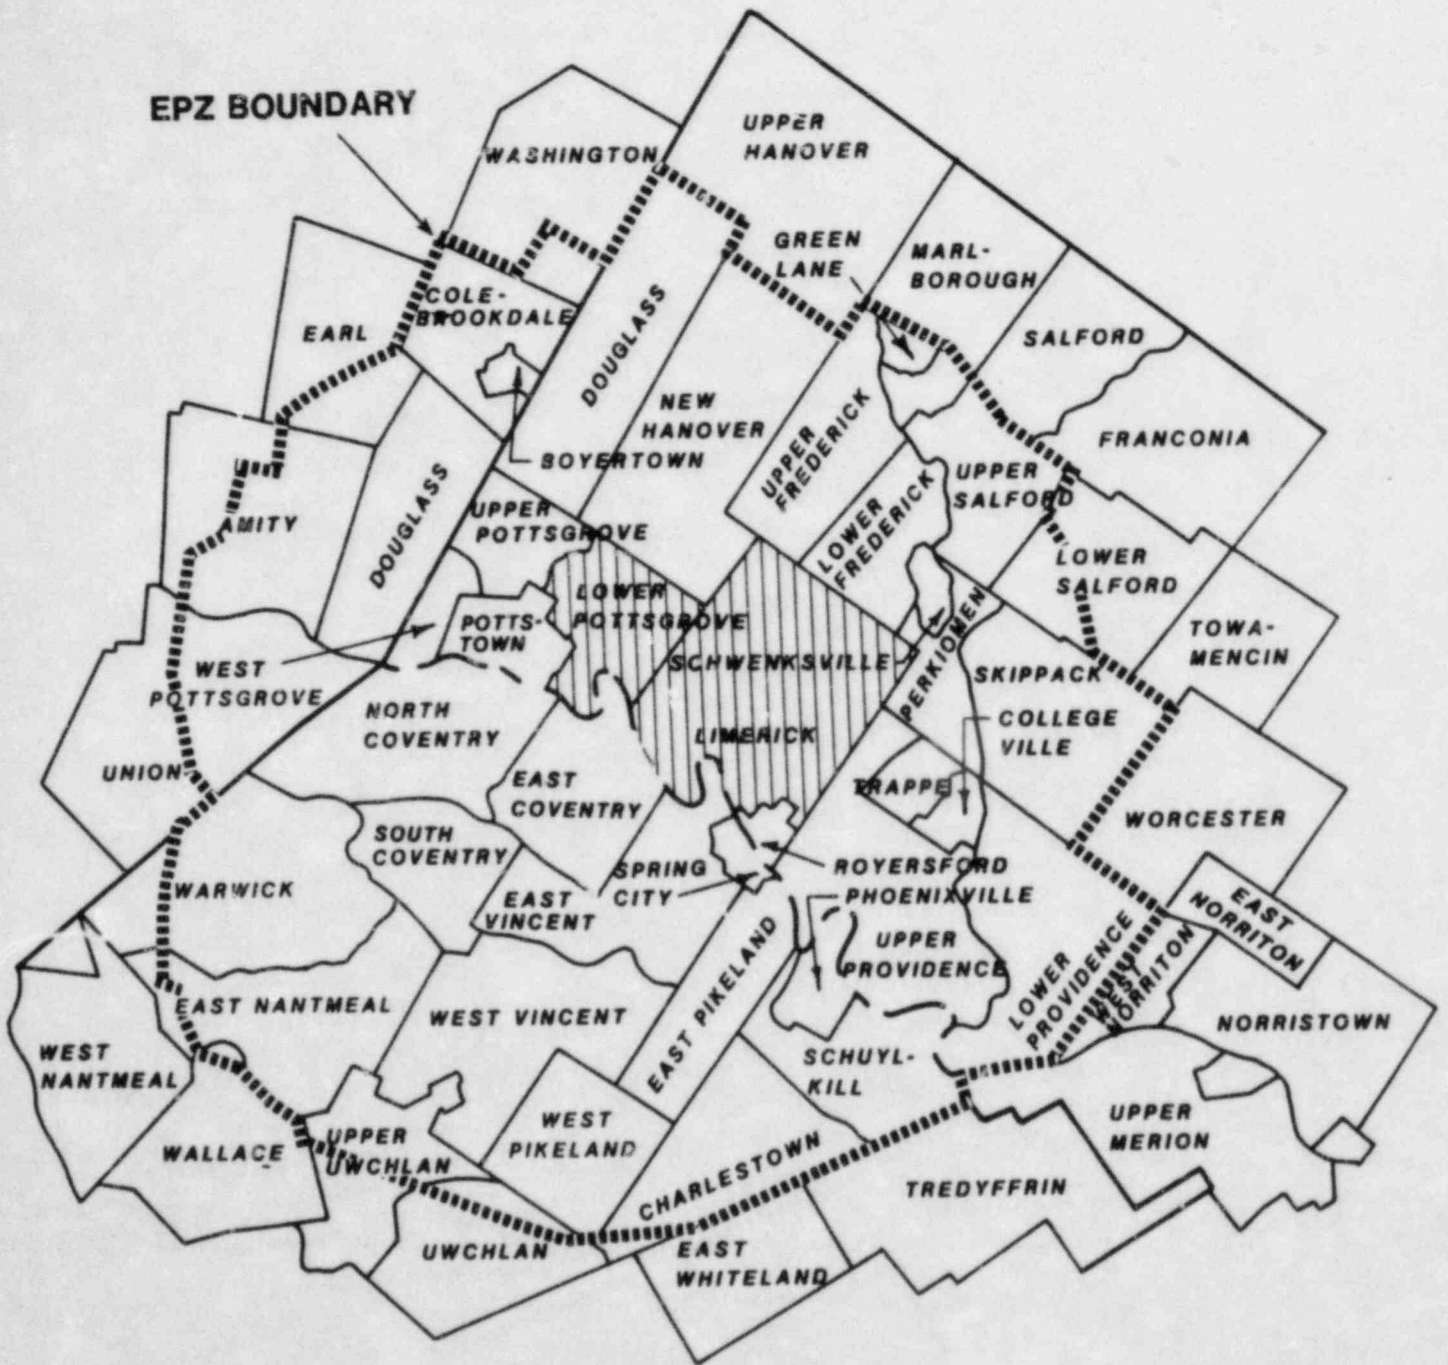 EPZ BOUNDARY
UPPER
HANOVER
WASHINGTON
GREEN
LANE
MARL-
BOROUGH
COLE-
BROOKDALE
EARL
SALFORD
DOUGLASS
NEW
HANOVER
UPPER
FREDERICK
FRANCONIA
BOYERTOWN
UPPER
SALFORD
AMITY
DOUGLASS
UPPER
POTTSGROVE
LOWER
FREDERICK
LOWER
SALFORD
LOWER
POTTSGROVE
POTTS-
TOWN
TOWA-
MENCIN
WEST
POTTSGROVE
SCHWENKSVILLE
PERKIOMEN
SKIPPACK
NORTH
COVENTRY
LIMERICK
COLLEGE
VILLE
UNION
EAST
COVENTRY
TRAPPE
WORCESTER
SOUTH
COVENTRY
WARWICK
SPRING
CITY
ROYERSFORD
PHOENIXVILLE
EAST
VINCENT
EAST
NORRITON
UPPER
PROVIDENCE
EAST PIKELAND
LOWER
PROVIDENCE
WEST
NORRITON
EAST NANTMEAL
WEST VINCENT
NORRISTOWN
WEST
NANTMEAL
SCHUYL-
KILL
WEST
PIKELAND
UPPER
MERION
WALLACE
UPPER
UWCHLAN
CHARLESTOWN
TREDYFFRIN
UWCHLAN
EAST
WHITELAND